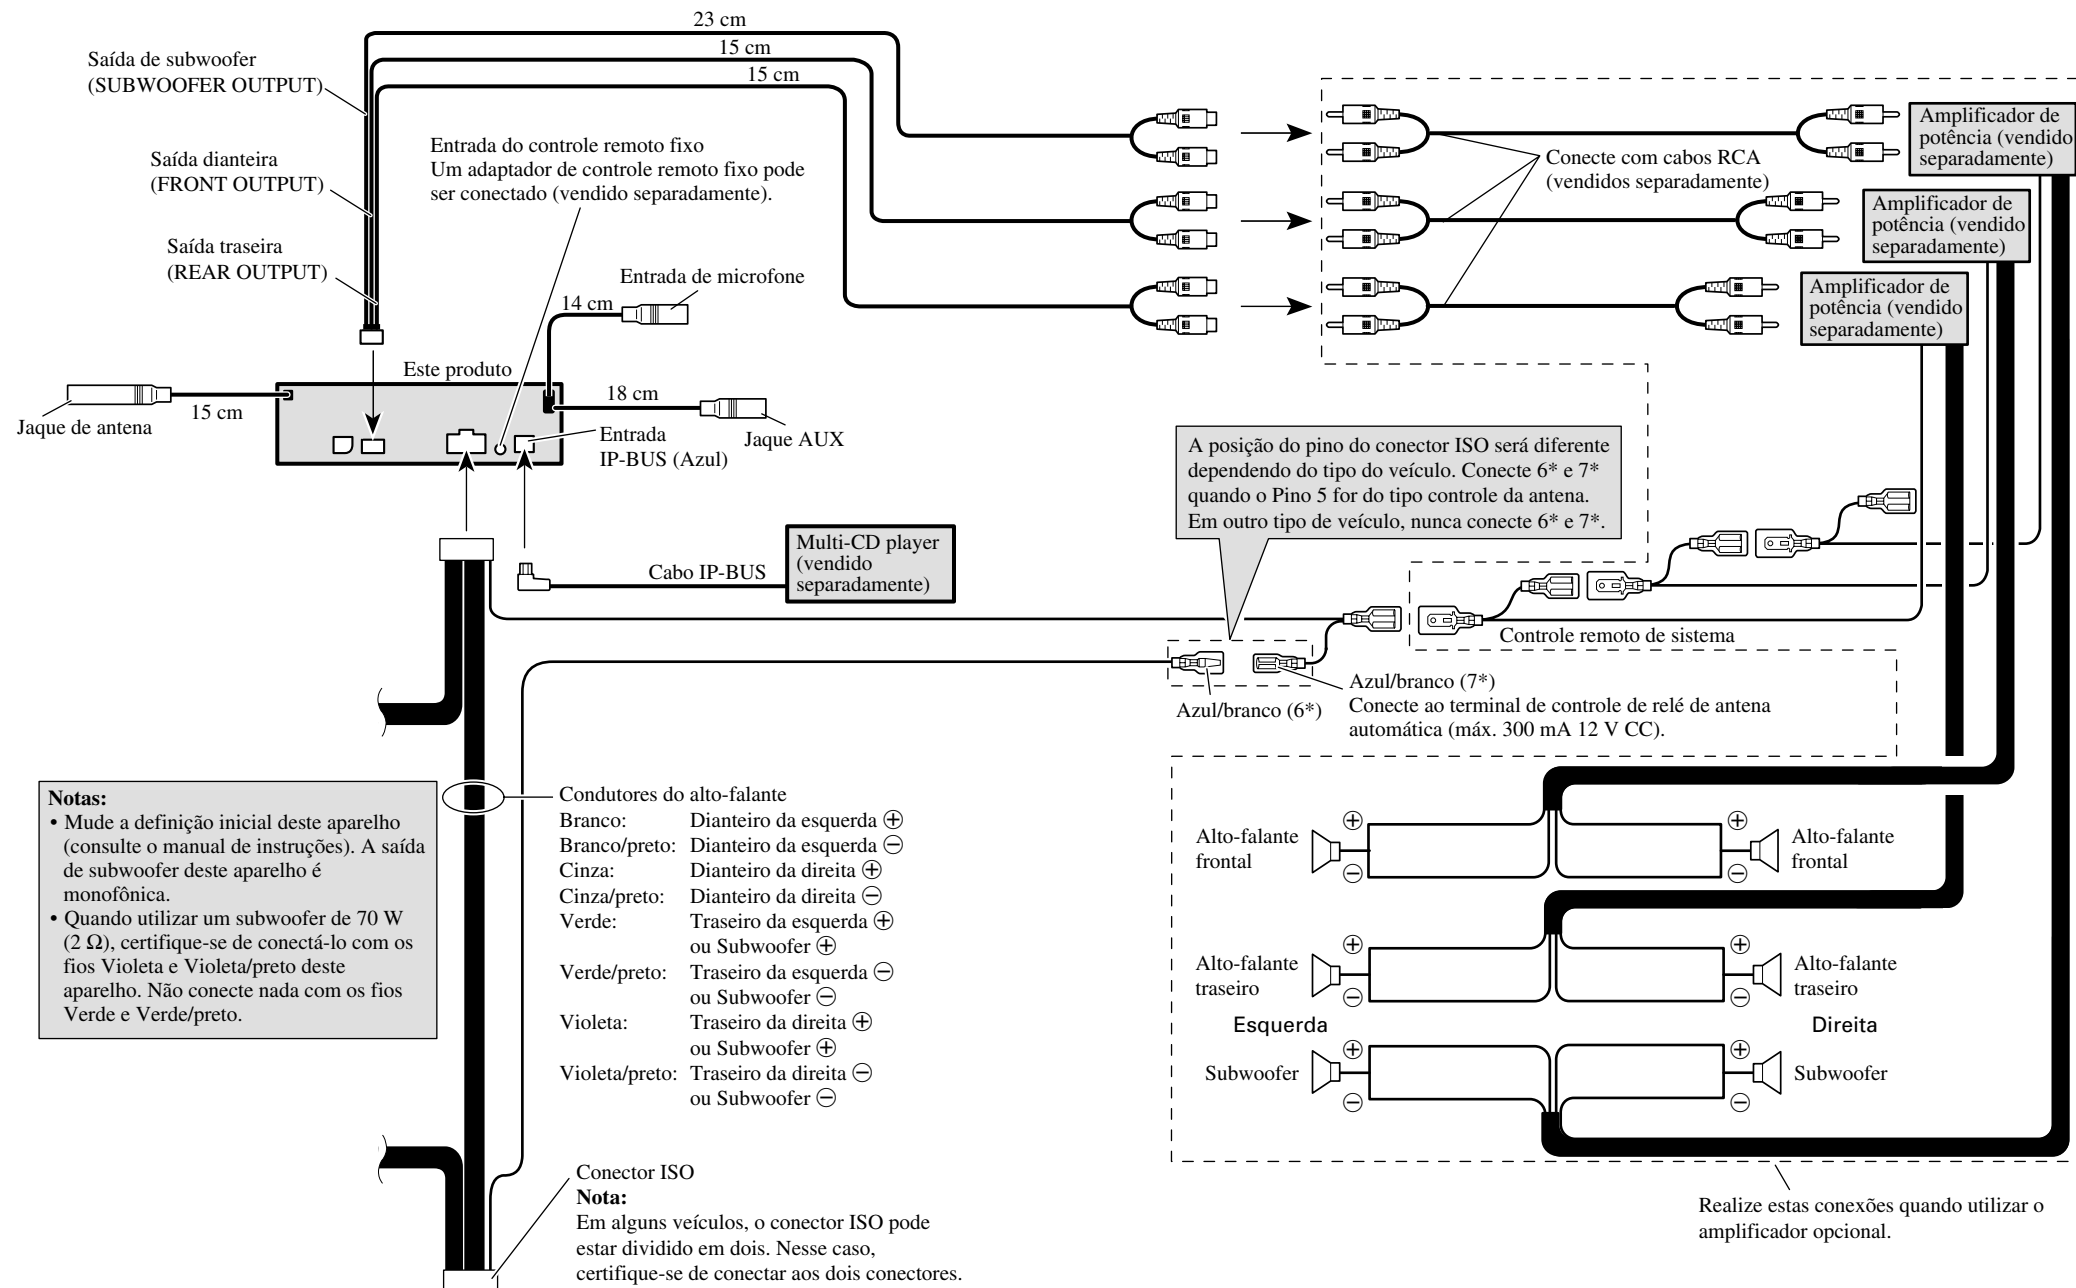 23 cm
15 cm
15 cm
Saída de subwoofer
(SUBWOOFER OUTPUT)
Saída dianteira
(FRONT OUTPUT)
Saída traseira
(REAR OUTPUT)
Entrada do controle remoto fixo
Um adaptador de controle remoto fixo pode
ser conectado (vendido separadamente).
Entrada de microfone
14 cm
Este produto
18 cm
15 cm
Jaque de antena
Jaque AUX
Entrada
IP-BUS (Azul)
Conecte com cabos RCA
(vendidos separadamente)
Amplificador de
potência (vendido
separadamente)
Amplificador de
potência (vendido
separadamente)
Amplificador de
potência (vendido
separadamente)
A posição do pino do conector ISO será diferente
dependendo do tipo do veículo. Conecte 6* e 7*
quando o Pino 5 for do tipo controle da antena.
Em outro tipo de veículo, nunca conecte 6* e 7*.
Multi-CD player
(vendido
separadamente)
Cabo IP-BUS
Controle remoto de sistema
Azul/branco (6*)
Azul/branco (7*)
Conecte ao terminal de controle de relé de antena
automática (máx. 300 mA 12 V CC).
Notas:
• Mude a definição inicial deste aparelho
(consulte o manual de instruções). A saída
de subwoofer deste aparelho é
monofônica.
• Quando utilizar um subwoofer de 70 W
(2 Ω), certifique-se de conectá-lo com os
fios Violeta e Violeta/preto deste
aparelho. Não conecte nada com os fios
Verde e Verde/preto.
Condutores do alto-falante
Branco: Dianteiro da esquerda ⊕
Branco/preto: Dianteiro da esquerda ⊖
Cinza: Dianteiro da direita ⊕
Cinza/preto: Dianteiro da direita ⊖
Verde: Traseiro da esquerda ⊕
ou Subwoofer ⊕
Verde/preto: Traseiro da esquerda ⊖
ou Subwoofer ⊖
Violeta: Traseiro da direita ⊕
ou Subwoofer ⊕
Violeta/preto: Traseiro da direita ⊖
ou Subwoofer ⊖
Alto-falante
frontal
⊕
⊖
⊕
⊖
Alto-falante
frontal
Alto-falante
traseiro
⊕
⊖
⊕
⊖
Alto-falante
traseiro
Esquerda
Direita
Subwoofer
⊕
⊖
⊕
⊖
Subwoofer
Conector ISO
Nota:
Em alguns veículos, o conector ISO pode
estar dividido em dois. Nesse caso,
certifique-se de conectar aos dois conectores.
Realize estas conexões quando utilizar o
amplificador opcional.